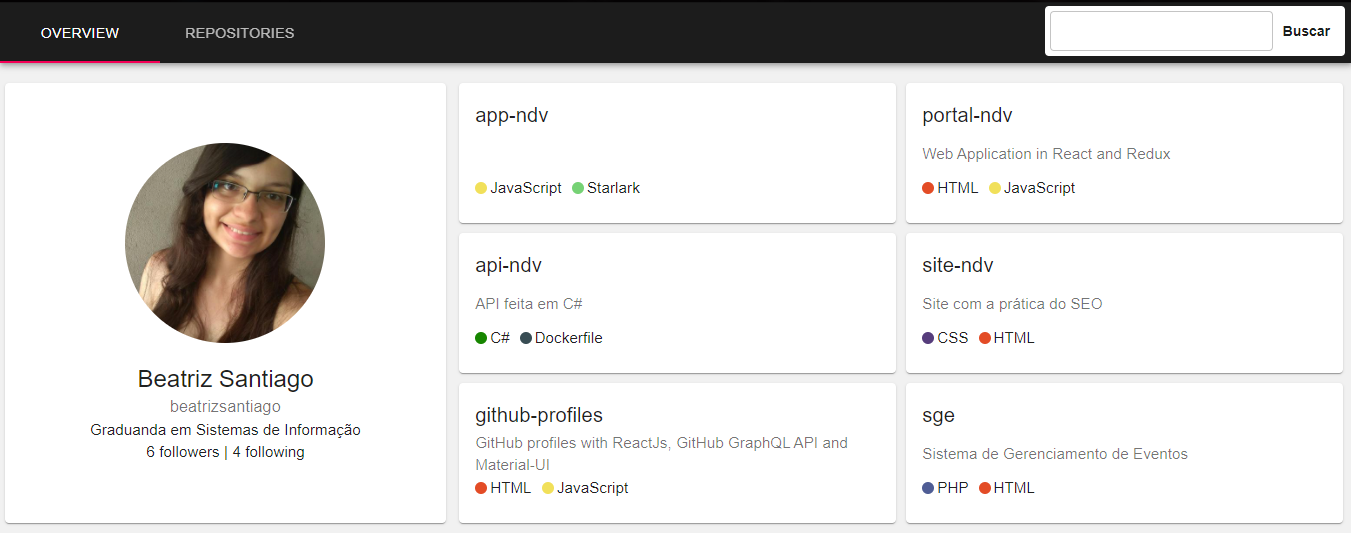 OVERVIEW REPOSITORIES Buscar
Beatriz Santiago
beatrizsantiago
Graduanda em Sistemas de Informação
6 followers | 4 following
app-ndv
JavaScript Starlark
portal-ndv
Web Application in React and Redux
HTML JavaScript
api-ndv
API feita em C#
C# Dockerfile
site-ndv
Site com a prática do SEO
CSS HTML
github-profiles
GitHub profiles with ReactJs, GitHub GraphQL API and
Material-UI
HTML JavaScript
sge
Sistema de Gerenciamento de Eventos
PHP HTML